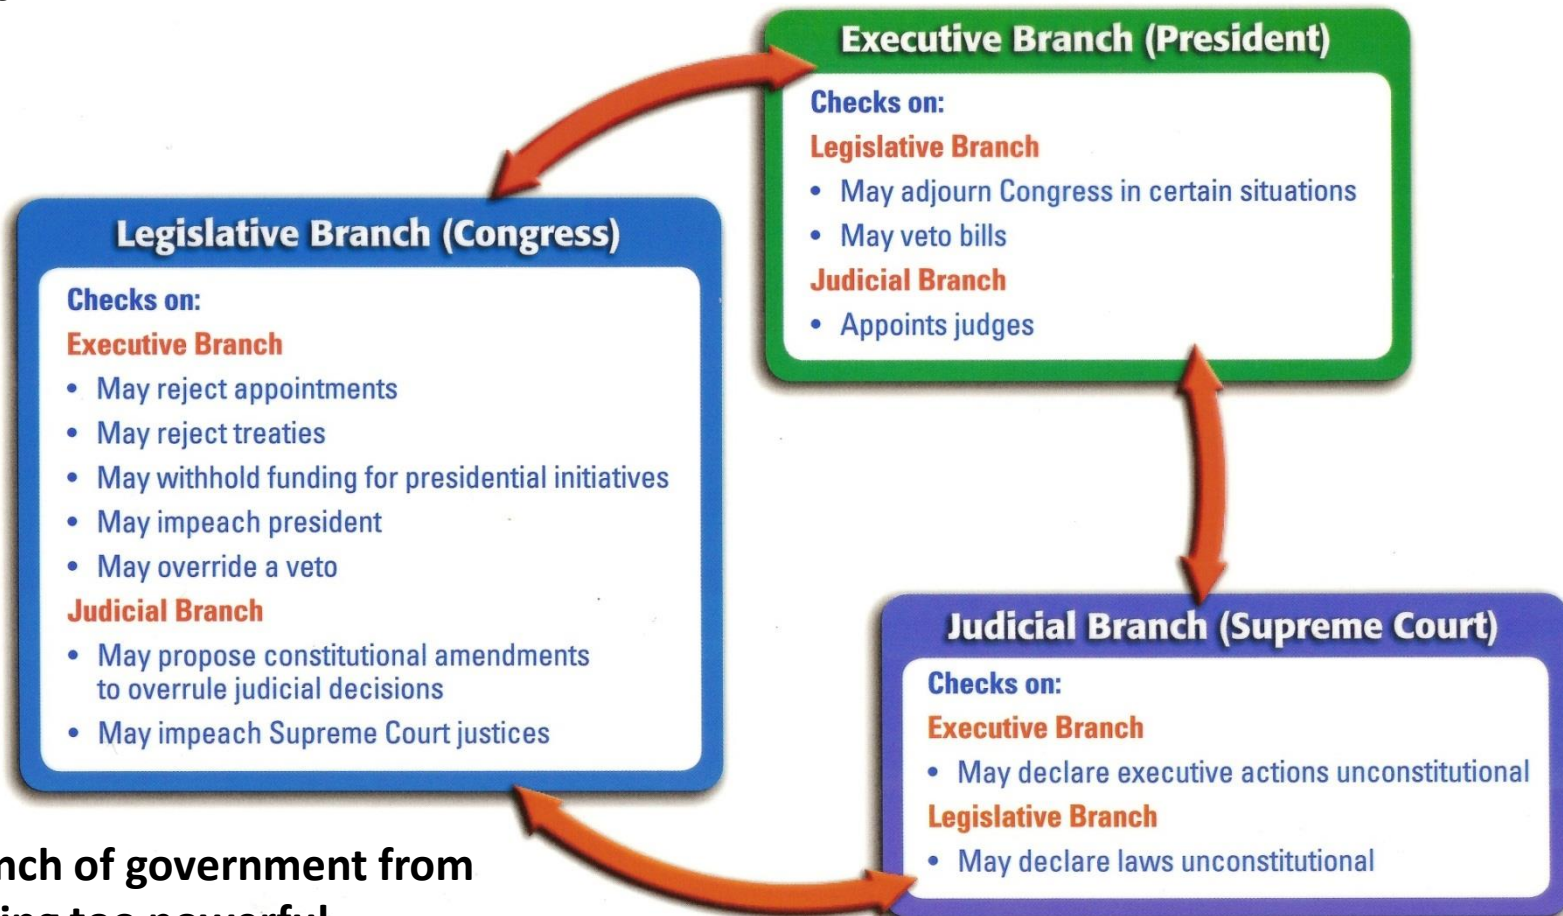 Executive Branch (President)
Checks on:
Legislative Branch
• May adjourn Congress in certain situations
• May veto bills
Judicial Branch
• Appoints judges
Legislative Branch (Congress)
Checks on:
Executive Branch
• May reject appointments
• May reject treaties
• May withhold funding for presidential initiatives
• May impeach president
• May override a veto
Judicial Branch
• May propose constitutional amendments
to overrule judicial decisions
• May impeach Supreme Court justices
Judicial Branch (Supreme Court)
Checks on:
Executive Branch
• May declare executive actions unconstitutional
Legislative Branch
• May declare laws unconstitutional
of government from
too powerful